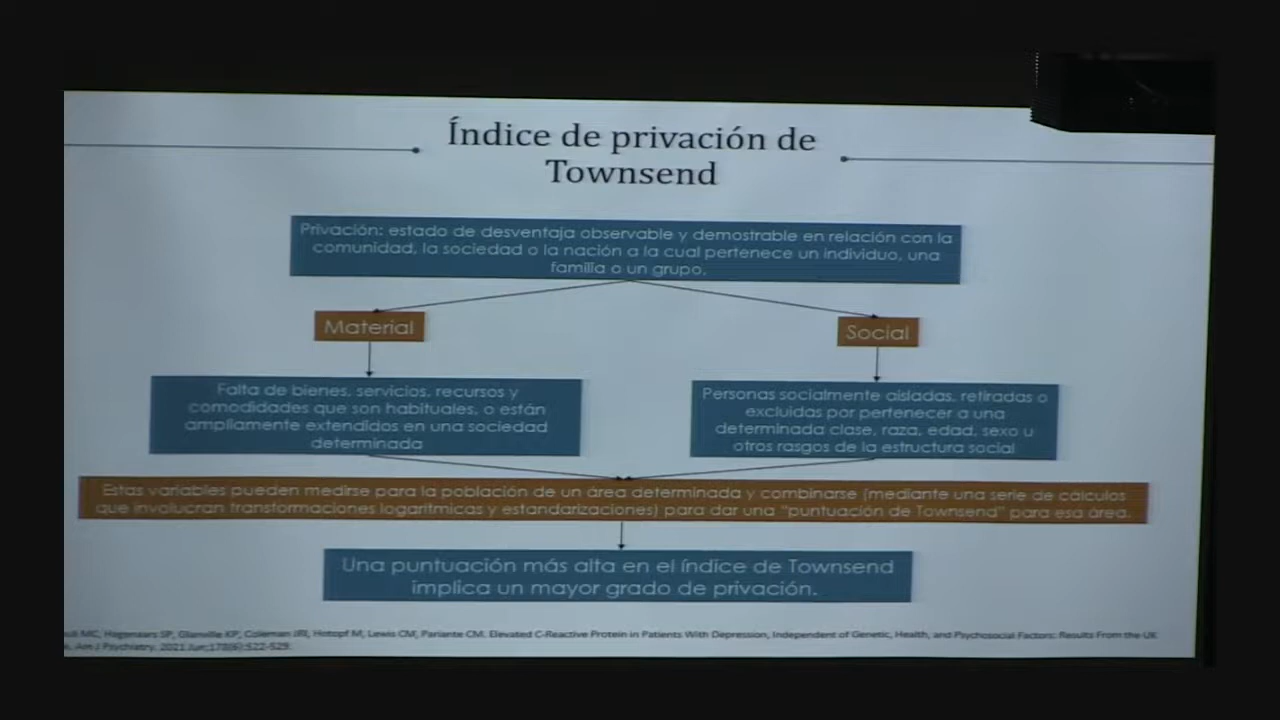 Índice de privación de
Townsend
Privación: estado de desventaja observable y demostrable en relación con la
comunidad, la sociedad o la nación a la cual pertenece un individuo, una
familia o un grupo.
Material
Social
Falta de bienes, servicios, recursos y
comodidades que son habituales, o están
ampliamente extendidos en una sociedad
determinada
Personas socialmente aisladas, retiradas o
excluidas por pertenecer a una
determinada clase, raza, edad, sexo u
otros rasgos de la estructura social
Estas variables pueden medirse para la población de un área determinada y combinarse (mediante una serie de cálculos
que involucran transformaciones logarítmicas y estandarizaciones) para dar una "puntuación de Townsend" para esa área.
Una puntuación más alta en el índice de Townsend
implica un mayor grado de privación.
MC, Hagenaars SP, Glanville KP, Coleman JRI, Hotopf M, Lewis CM, Pariante CM. Elevated C-Reactive Protein in Patients With Depression, Independent of Genetic, Health, and Psychosocial Factors: Results From the UK
Am J Psychiatry. 2021 Jun;178(6):522-529.